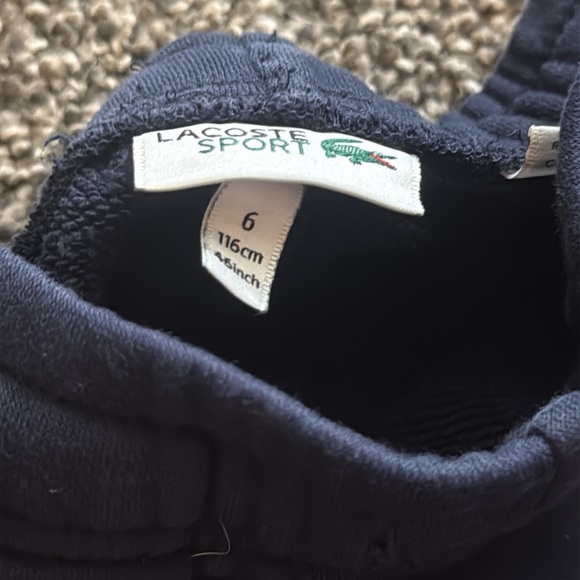 LACOSTE
SPORT
6
116cm
46inch